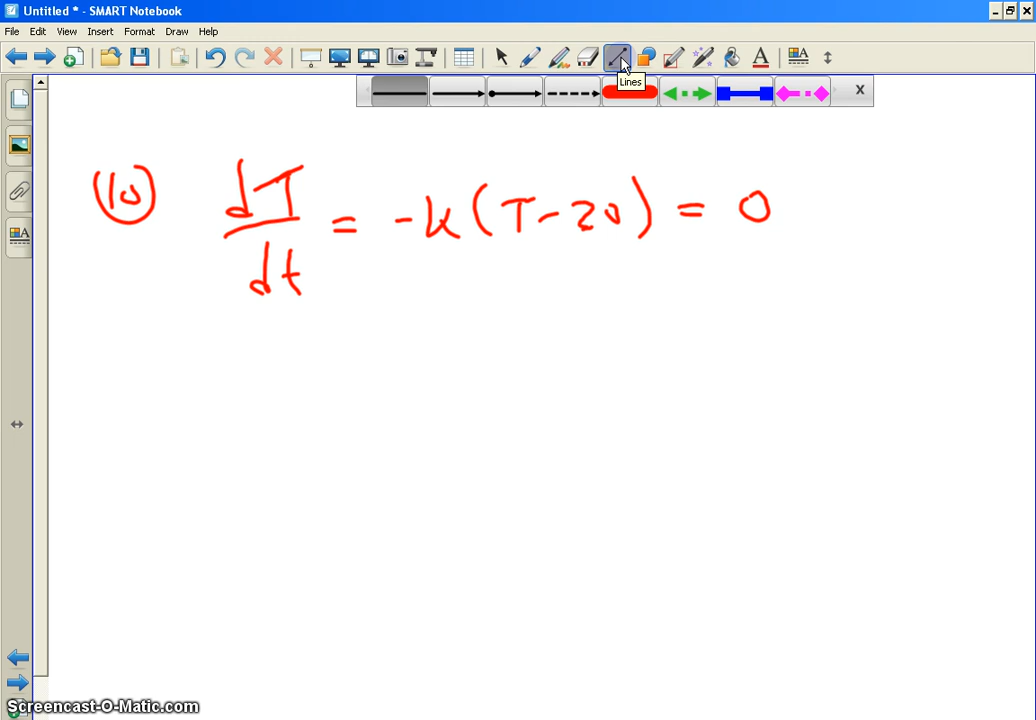 Untitled * - SMART Notebook
File Edit View Insert Format Draw Help
Lines
X
(10) dT/dt = -k(T-20) = 0
Screencast-O-Matic.com